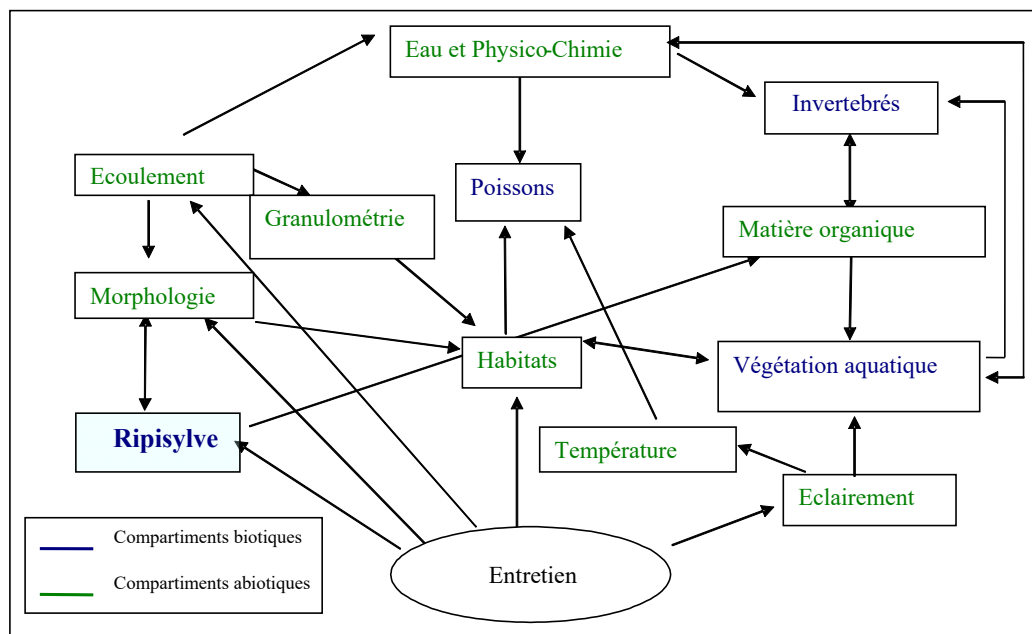 Eau et Physico-Chimie
Invertebrés
Ecoulement
Poissons
Granulométrie
Matière organique
Morphologie
Habitats
Végétation aquatique
Ripisylve
Température
Eclairement
Compartiments biotiques
Compartiments abiotiques
Entretien